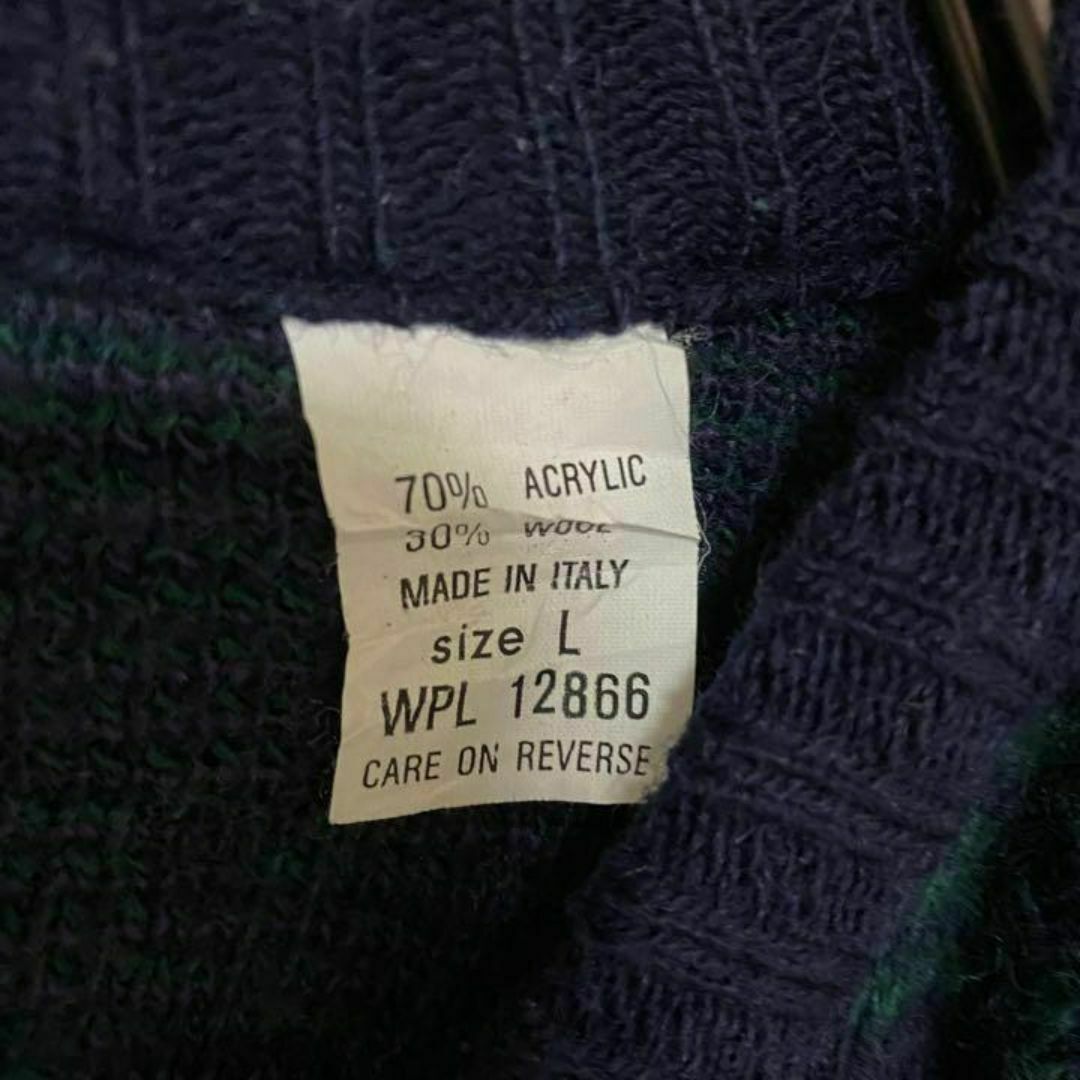 70% ACRYLIC
30% WOOL
MADE IN ITALY
size L
WPL 12866
CARE ON REVERSE